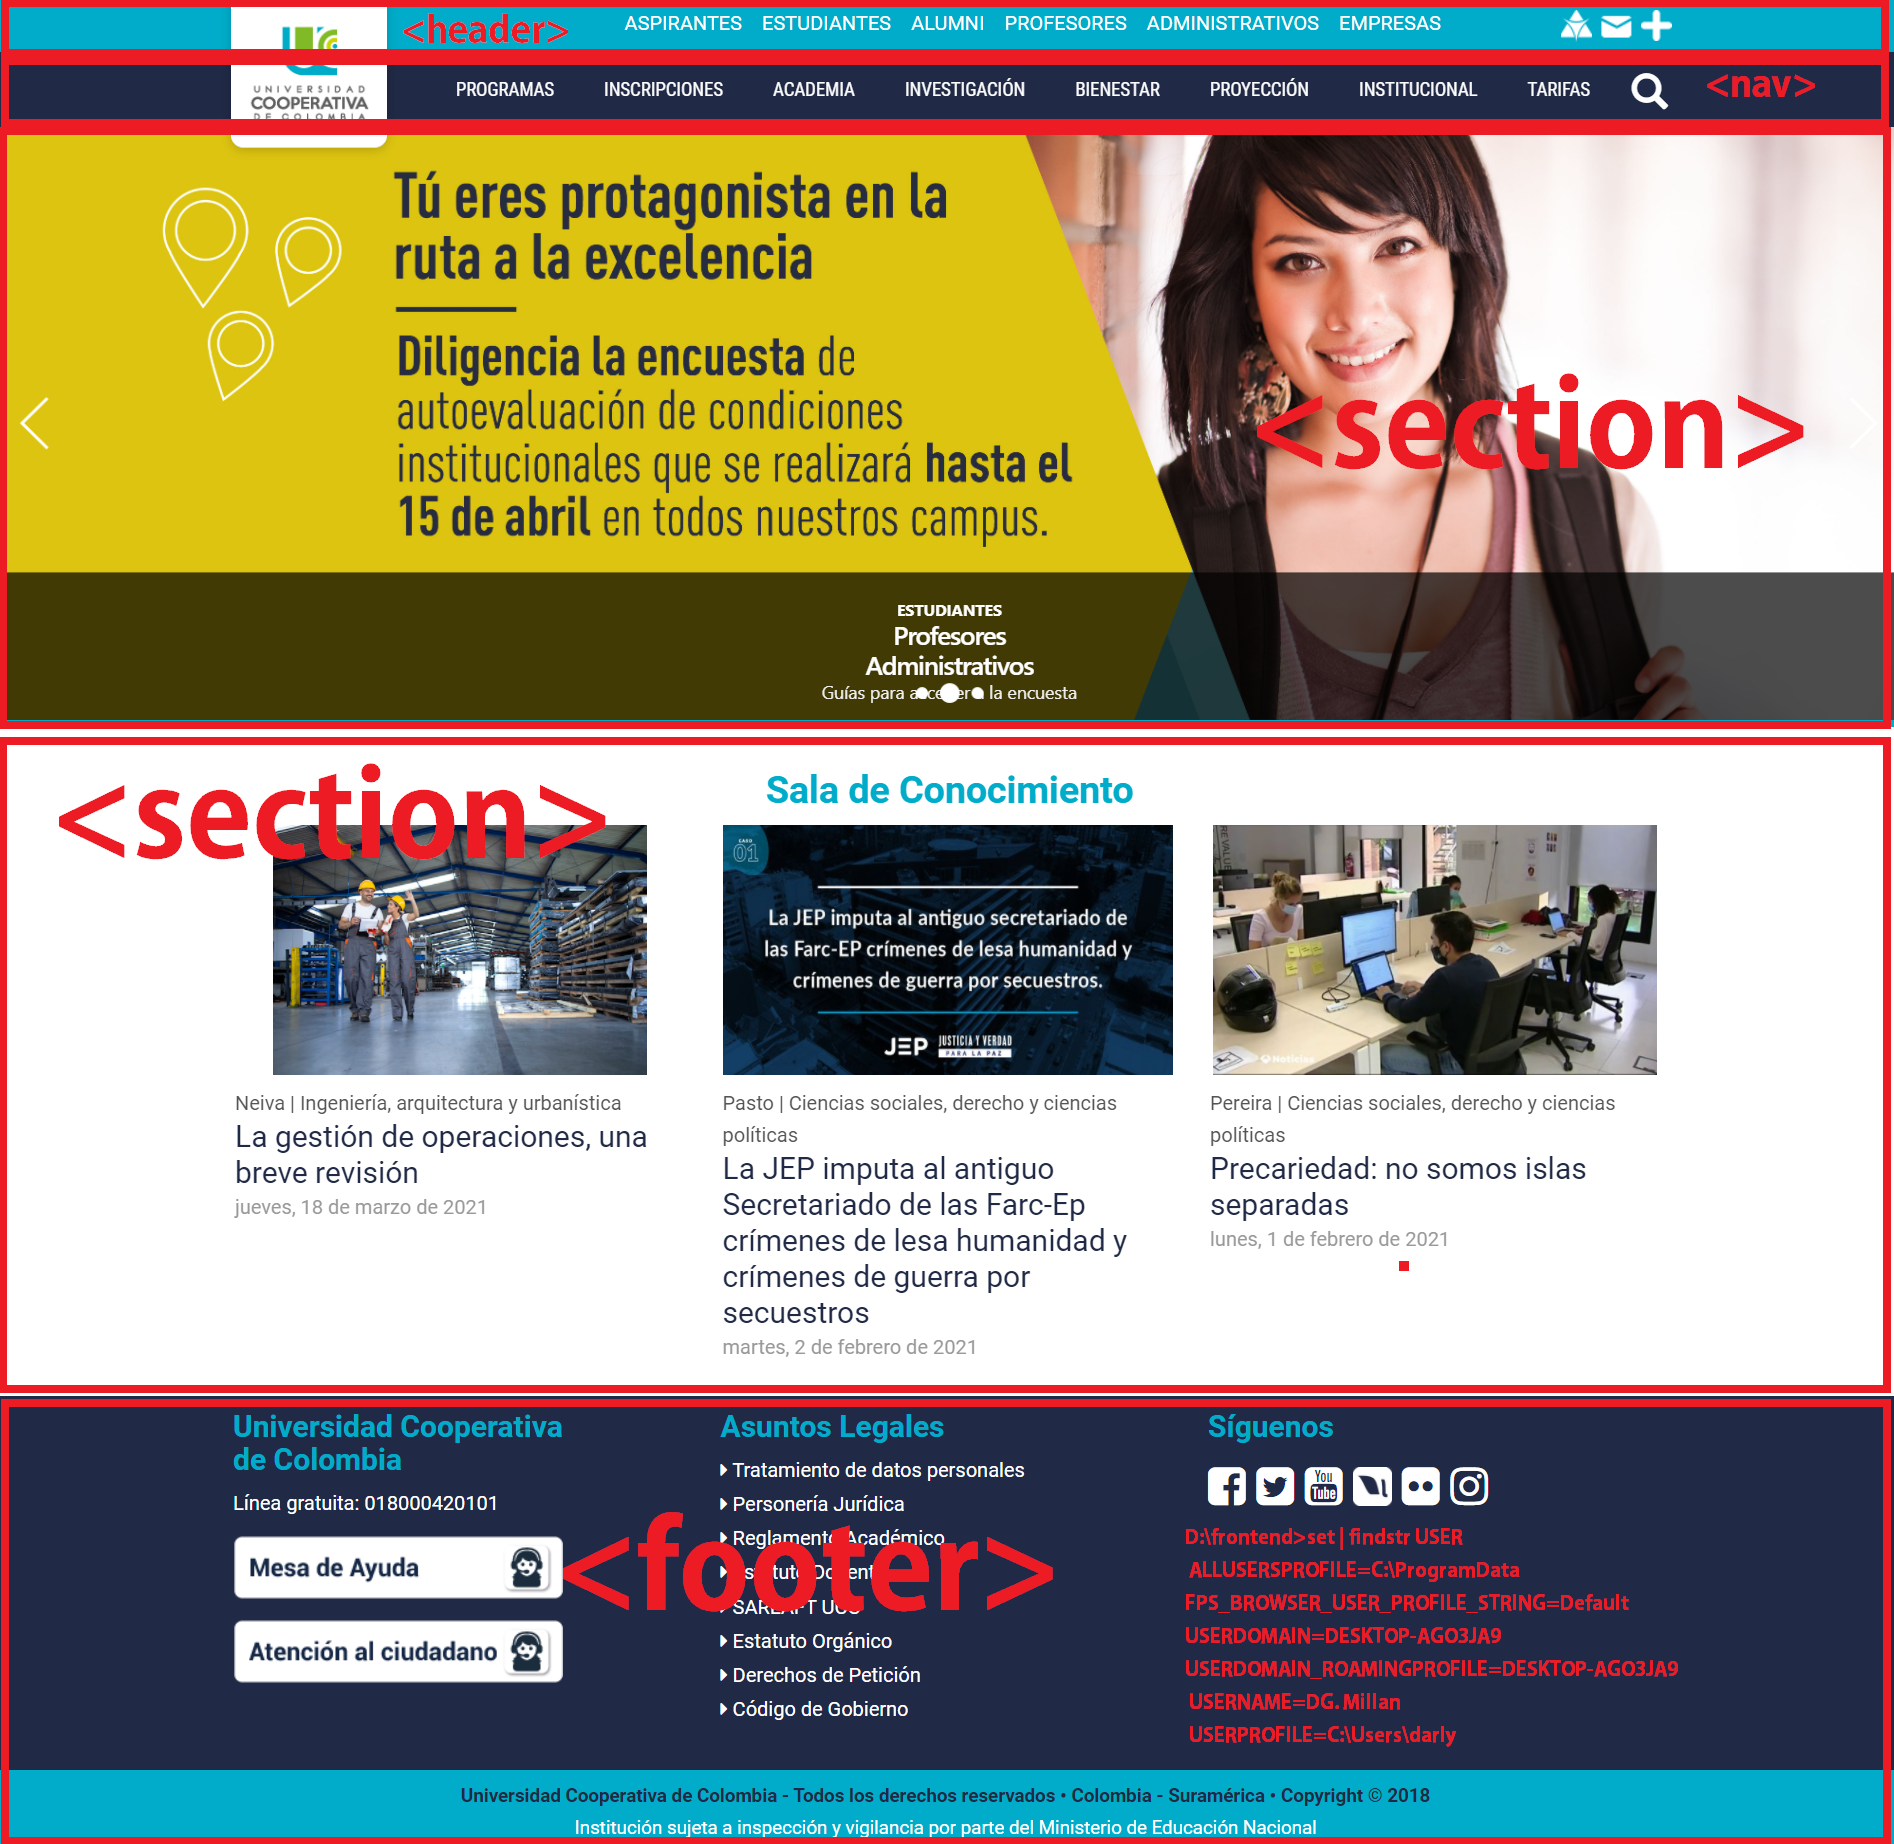 <header>
ASPIRANTES ESTUDIANTES ALUMNI PROFESORES ADMINISTRATIVOS EMPRESAS
UNIVERSIDAD
COOPERATIVA
DE COLOMBIA
PROGRAMAS INSCRIPCIONES ACADEMIA INVESTIGACIÓN BIENESTAR PROYECCIÓN INSTITUCIONAL TARIFAS
<nav>
Tú eres protagonista en la
ruta a la excelencia
Diligencia la encuesta de
autoevaluación de condiciones
institucionales que se realizará hasta el
15 de abril en todos nuestros campus.
<section>
ESTUDIANTES
Profesores
Administrativos
Guías para acceder a la encuesta
<section>
Sala de Conocimiento
CASO
01
La JEP imputa al antiguo secretariado de
las Farc-EP crímenes de lesa humanidad y
crímenes de guerra por secuestros.
JEP JUSTICIA Y VERDAD
PARA LA PAZ
Noticias
Neiva | Ingeniería, arquitectura y urbanística
La gestión de operaciones, una
breve revisión
jueves, 18 de marzo de 2021
Pasto | Ciencias sociales, derecho y ciencias
políticas
La JEP imputa al antiguo
Secretariado de las Farc-Ep
crímenes de lesa humanidad y
crímenes de guerra por
secuestros
martes, 2 de febrero de 2021
Pereira | Ciencias sociales, derecho y ciencias
políticas
Precariedad: no somos islas
separadas
lunes, 1 de febrero de 2021
Universidad Cooperativa
de Colombia
Línea gratuita: 018000420101
Mesa de Ayuda
Atención al ciudadano
<footer>
Asuntos Legales
Tratamiento de datos personales
Personería Jurídica
Reglamento Académico
SARLAFT UCC
Estatuto Orgánico
Derechos de Petición
Código de Gobierno
Síguenos
You
Tube
D:\frontend>set | findstr USER
ALLUSERSPROFILE=C:\ProgramData
FPS_BROWSER_USER_PROFILE_STRING=Default
USERDOMAIN=DESKTOP-AGO3JA9
USERDOMAIN_ROAMINGPROFILE=DESKTOP-AGO3JA9
USERNAME=DG. Millan
USERPROFILE=C:\Users\darly
Universidad Cooperativa de Colombia - Todos los derechos reservados • Colombia - Suramérica • Copyright © 2018
Institución sujeta a inspección y vigilancia por parte del Ministerio de Educación Nacional